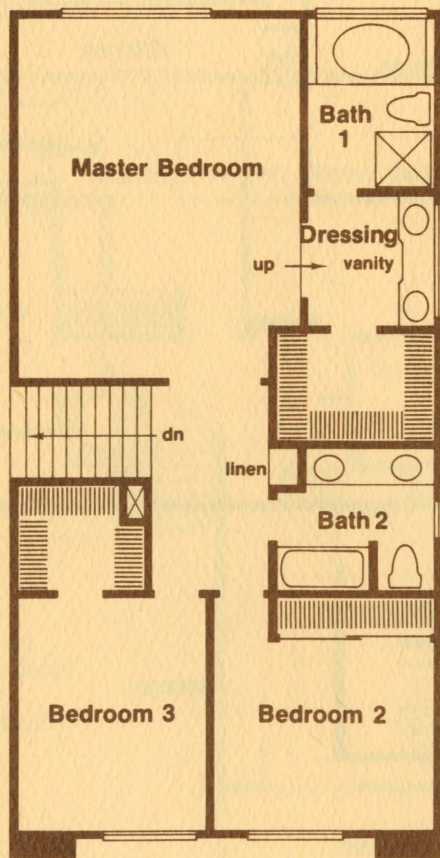 Bath
1
Master Bedroom
Dressing
up
vanity
dn
linen
Bath 2
Bedroom 3
Bedroom 2